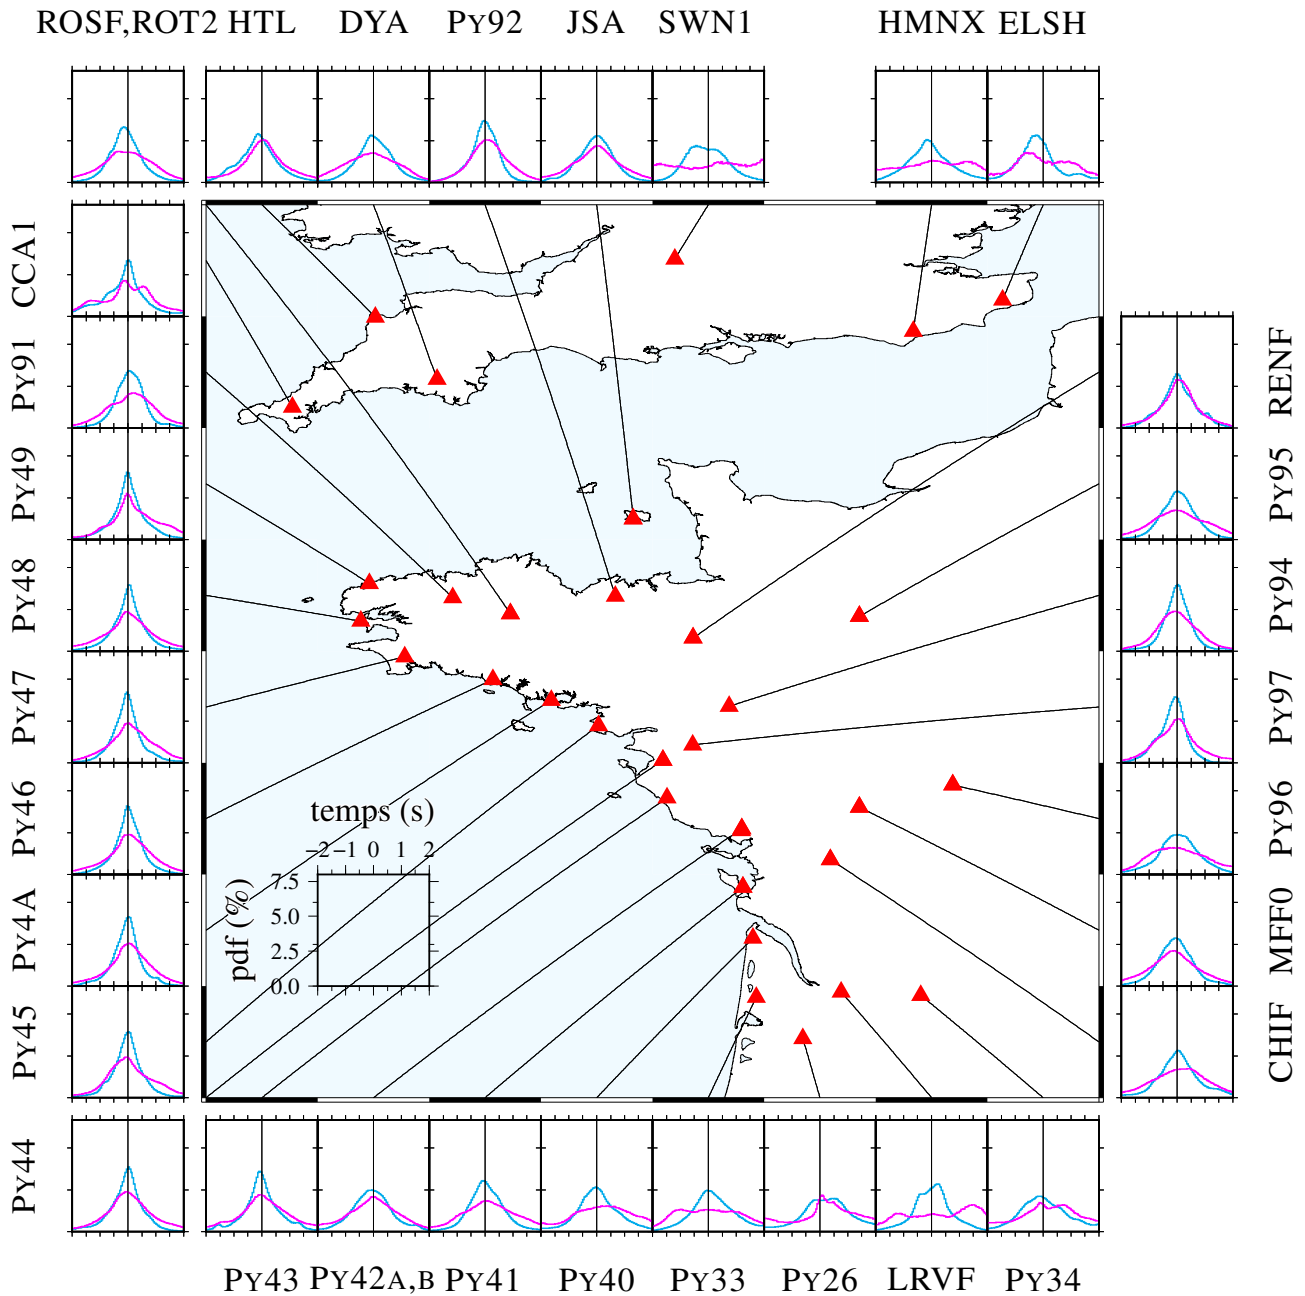 ROSF,ROT2 HTL DYA PY92 JSA SWN1 HMNX ELSH
CCA1
PY91
PY49
PY48
PY47
PY46
PY4A
PY45
PY44
RENF
PY95
PY94
PY97
PY96
MFF0
CHIF
temps (s)
−2 −1 0 1 2
pdf (%)
7.5
5.0
2.5
0.0
PY43 PY42A,B PY41 PY40 PY33 PY26 LRVF PY34